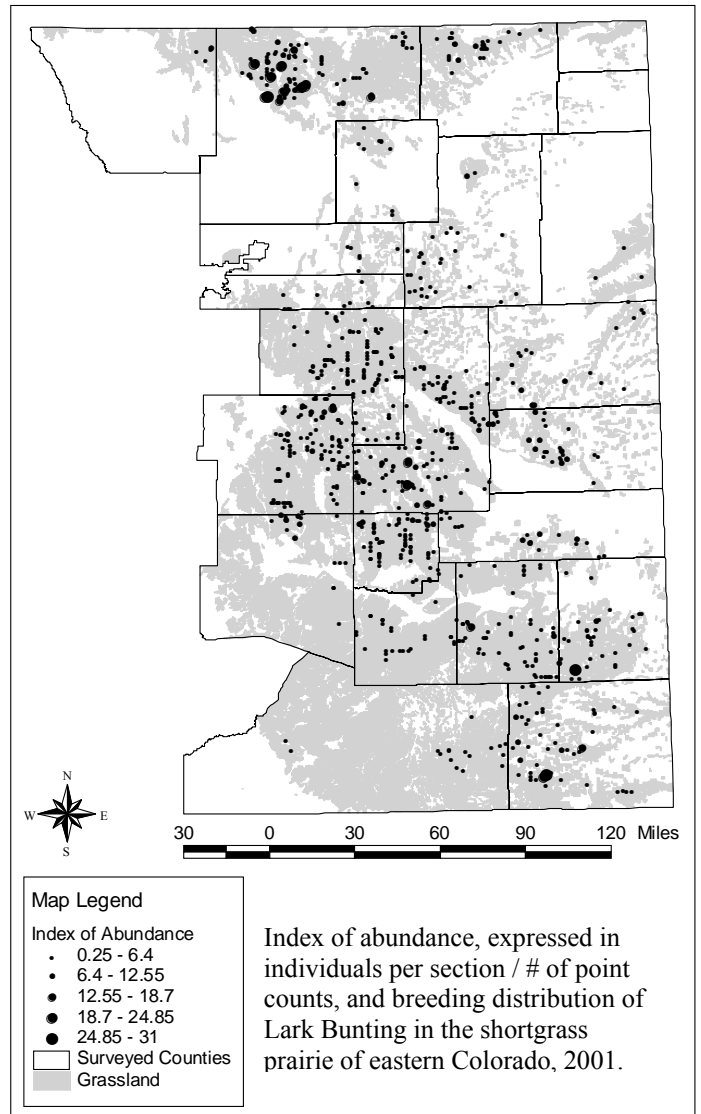 N
W E
S
30 0 30 60 90 120 Miles
Map Legend
Index of Abundance
0.25 - 6.4
6.4 - 12.55
12.55 - 18.7
18.7 - 24.85
24.85 - 31
Surveyed Counties
Grassland
Index of abundance, expressed in
individuals per section / # of point
counts, and breeding distribution of
Lark Bunting in the shortgrass
prairie of eastern Colorado, 2001.